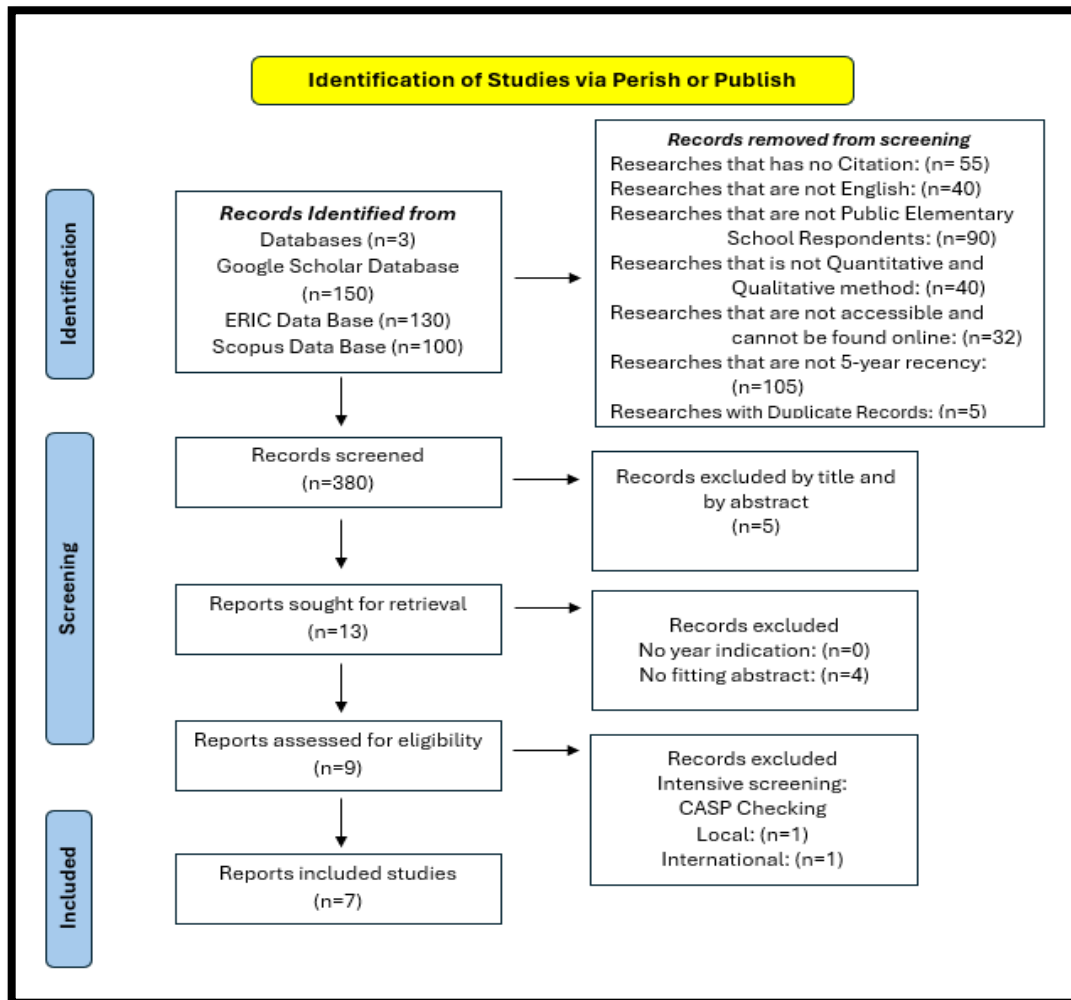 Identification of Studies via Perish or Publish
Identification
Records Identified from
Databases (n=3)
Google Scholar Database
(n=150)
ERIC Data Base (n=130)
Scopus Data Base (n=100)
Records removed from screening
Researches that has no Citation: (n= 55)
Researches that are not English: (n=40)
Researches that are not Public Elementary
School Respondents: (n=90)
Researches that is not Quantitative and
Qualitative method: (n=40)
Researches that are not accessible and
cannot be found online: (n=32)
Researches that are not 5-year recency:
(n=105)
Researches with Duplicate Records: (n=5)
Screening
Records screened
(n=380)
Records excluded by title and
by abstract
(n=5)
Reports sought for retrieval
(n=13)
Records excluded
No year indication: (n=0)
No fitting abstract: (n=4)
Reports assessed for eligibility
(n=9)
Records excluded
Intensive screening:
CASP Checking
Local: (n=1)
International: (n=1)
Included
Reports included studies
(n=7)